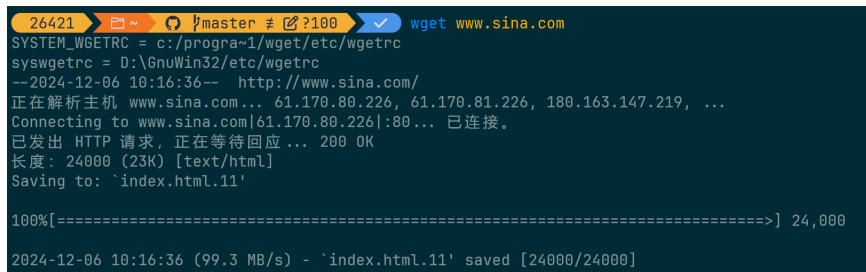 26421 ~ master ≢ ?100 ✓ wget www.sina.com
SYSTEM_WGETRC = c:/progra~1/wget/etc/wgetrc
syswgetrc = D:\GnuWin32/etc/wgetrc
--2024-12-06 10:16:36--  http://www.sina.com/
正在解析主机 www.sina.com... 61.170.80.226, 61.170.81.226, 180.163.147.219, ...
Connecting to www.sina.com|61.170.80.226|:80... 已连接。
已发出 HTTP 请求，正在等待回应... 200 OK
长度：24000 (23K) [text/html]
Saving to: `index.html.11'
100%[==============================================================================>] 24,000
2024-12-06 10:16:36 (99.3 MB/s) - `index.html.11' saved [24000/24000]